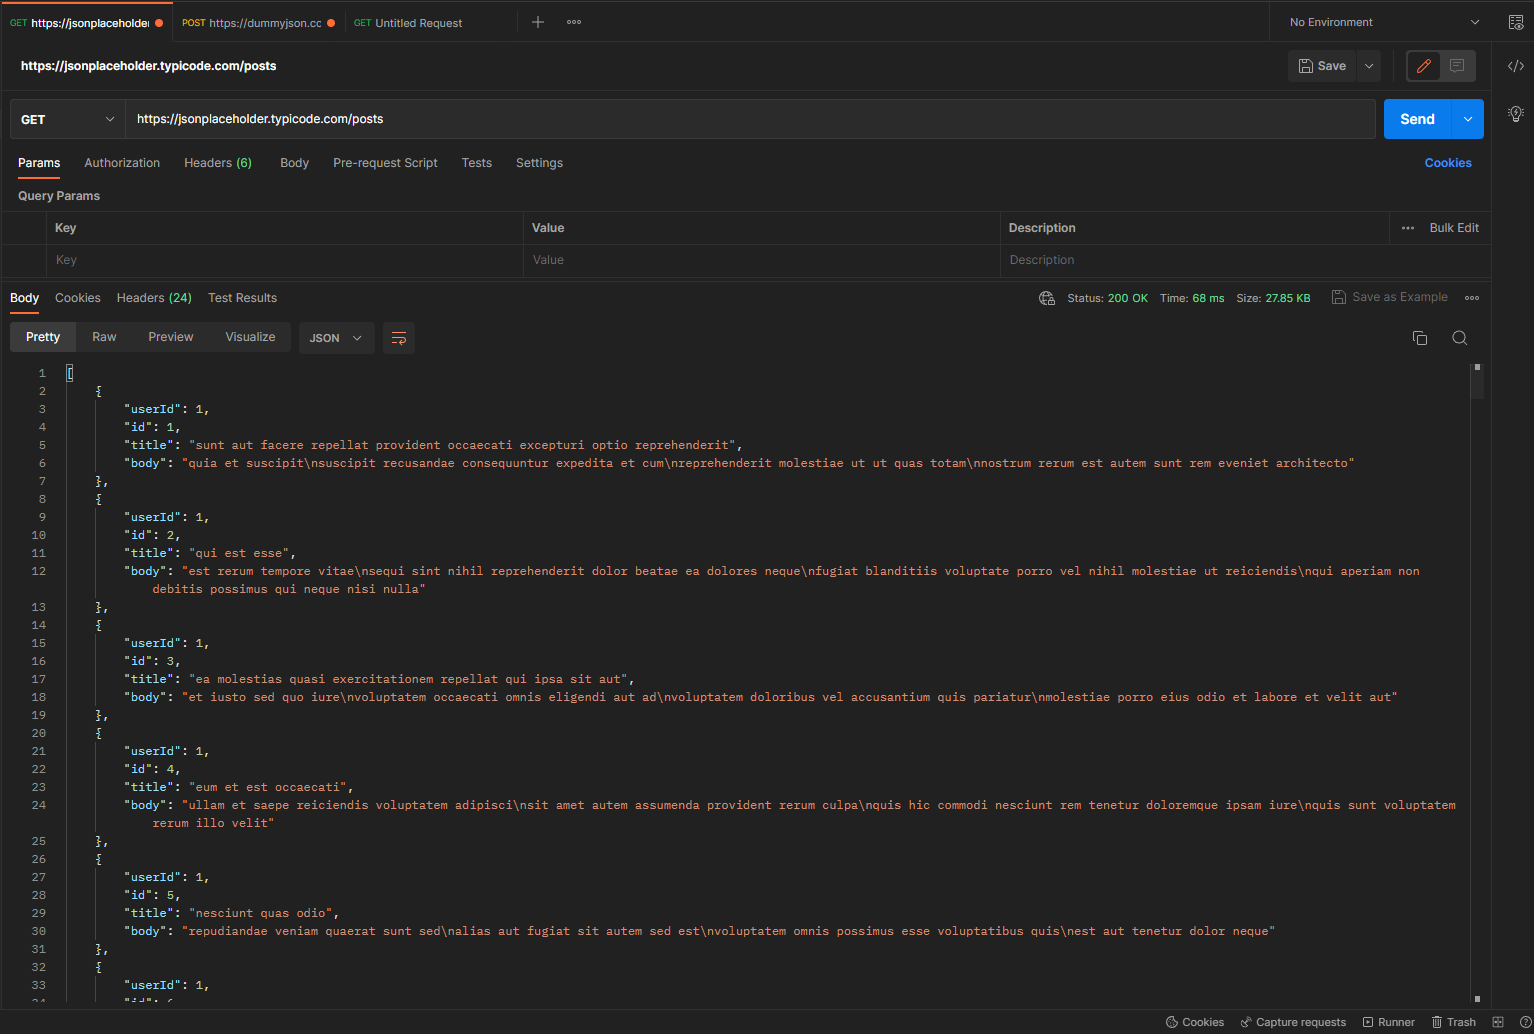 GET https://jsonplaceholder
POST https://dummyjson.cc
GET Untitled Request
No Environment
https://jsonplaceholder.typicode.com/posts
Save
GET
https://jsonplaceholder.typicode.com/posts
Send
Params Authorization Headers (6) Body Pre-request Script Tests Settings Cookies
Query Params
Key Value Description Bulk Edit
Key Value Description
Body Cookies Headers (24) Test Results Status: 200 OK Time: 68 ms Size: 27.85 KB Save as Example
Pretty Raw Preview Visualize JSON
1 [
2 {
3 "userId": 1,
4 "id": 1,
5 "title": "sunt aut facere repellat provident occaecati excepturi optio reprehenderit",
6 "body": "quia et suscipit\nsuscipit recusandae consequuntur expedita et cum\nreprehenderit molestiae ut ut quas totam\nnostrum rerum est autem sunt rem eveniet architecto"
7 },
8 {
9 "userId": 1,
10 "id": 2,
11 "title": "qui est esse",
12 "body": "est rerum tempore vitae\nsequi sint nihil reprehenderit dolor beatae ea dolores neque\nfugiat blanditiis voluptate porro vel nihil molestiae ut reiciendis\nqui aperiam non
debitis possimus qui neque nisi nulla"
13 },
14 {
15 "userId": 1,
16 "id": 3,
17 "title": "ea molestias quasi exercitationem repellat qui ipsa sit aut",
18 "body": "et iusto sed quo iure\nvoluptatem occaecati omnis eligendi aut ad\nvoluptatem doloribus vel accusantium quis pariatur\nmolestiae porro eius odio et labore et velit aut"
19 },
20 {
21 "userId": 1,
22 "id": 4,
23 "title": "eum et est occaecati",
24 "body": "ullam et saepe reiciendis voluptatem adipisci\nsit amet autem assumenda provident rerum culpa\nquis hic commodi nesciunt rem tenetur doloremque ipsam iure\nquis sunt voluptatem
rerum illo velit"
25 },
26 {
27 "userId": 1,
28 "id": 5,
29 "title": "nesciunt quas odio",
30 "body": "repudiandae veniam quaerat sunt sed\nalias aut fugiat sit autem sed est\nvoluptatem omnis possimus esse voluptatibus quis\nest aut tenetur dolor neque"
31 },
32 {
33 "userId": 1,
Cookies Capture requests Runner Trash